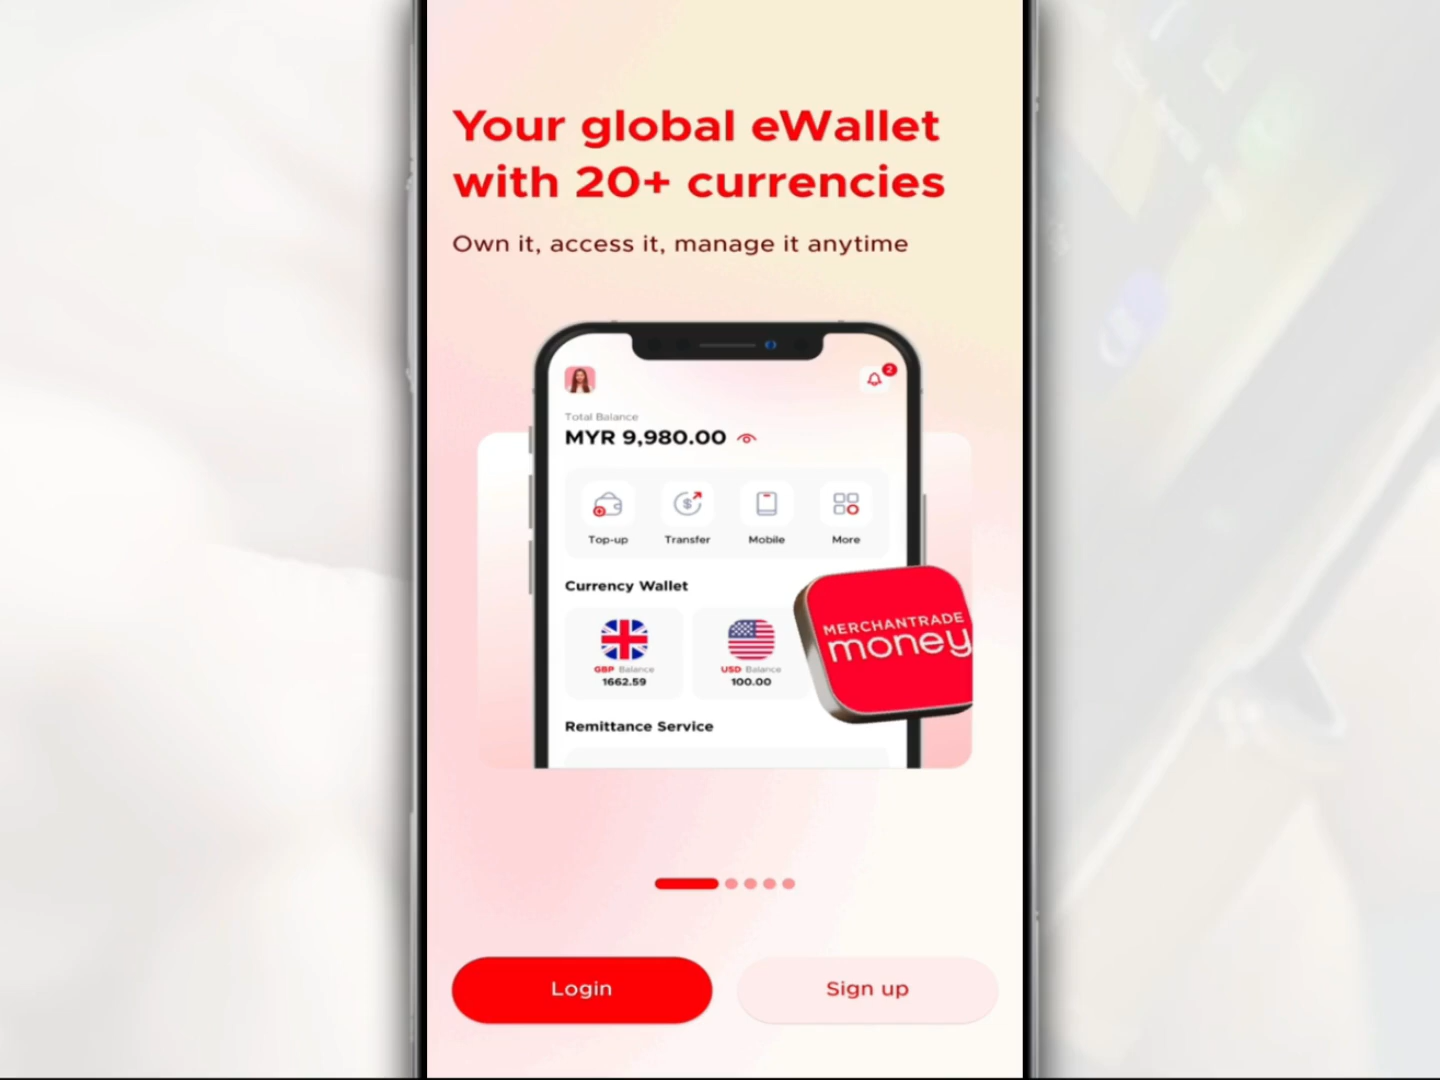 Your global eWallet
with 20+ currencies
Own it, access it, manage it anytime
2
Total Balance
MYR 9,980.00
Top-up
Transfer
Mobile
More
Currency Wallet
GBP Balance
1662.59
USD Balance
100.00
MERCHANTRADE
money
Remittance Service
Login
Sign up